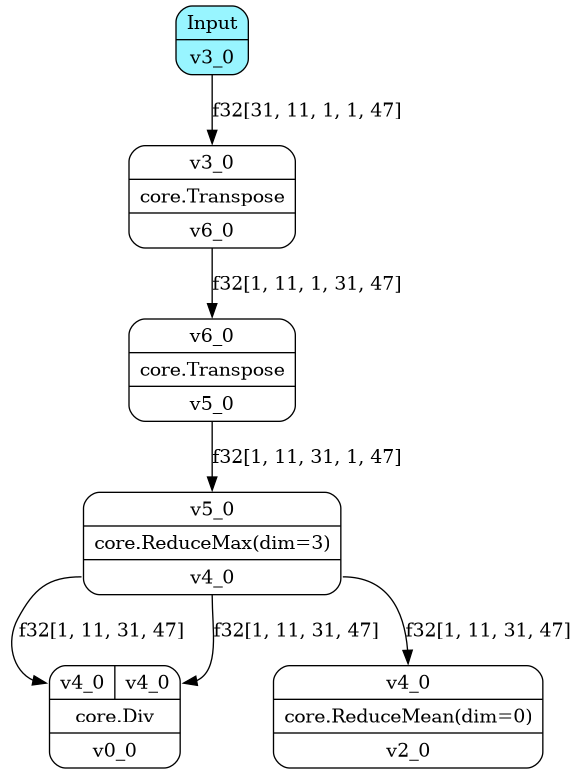 Input
v3_0
f32[31, 11, 1, 1, 47]
v3_0
core.Transpose
v6_0
f32[1, 11, 1, 31, 47]
v6_0
core.Transpose
v5_0
f32[1, 11, 31, 1, 47]
v5_0
core.ReduceMax(dim=3)
v4_0
f32[1, 11, 31, 47] f32[1, 11, 31, 47] f32[1, 11, 31, 47]
v4_0 v4_0
core.Div
v0_0
v4_0
core.ReduceMean(dim=0)
v2_0